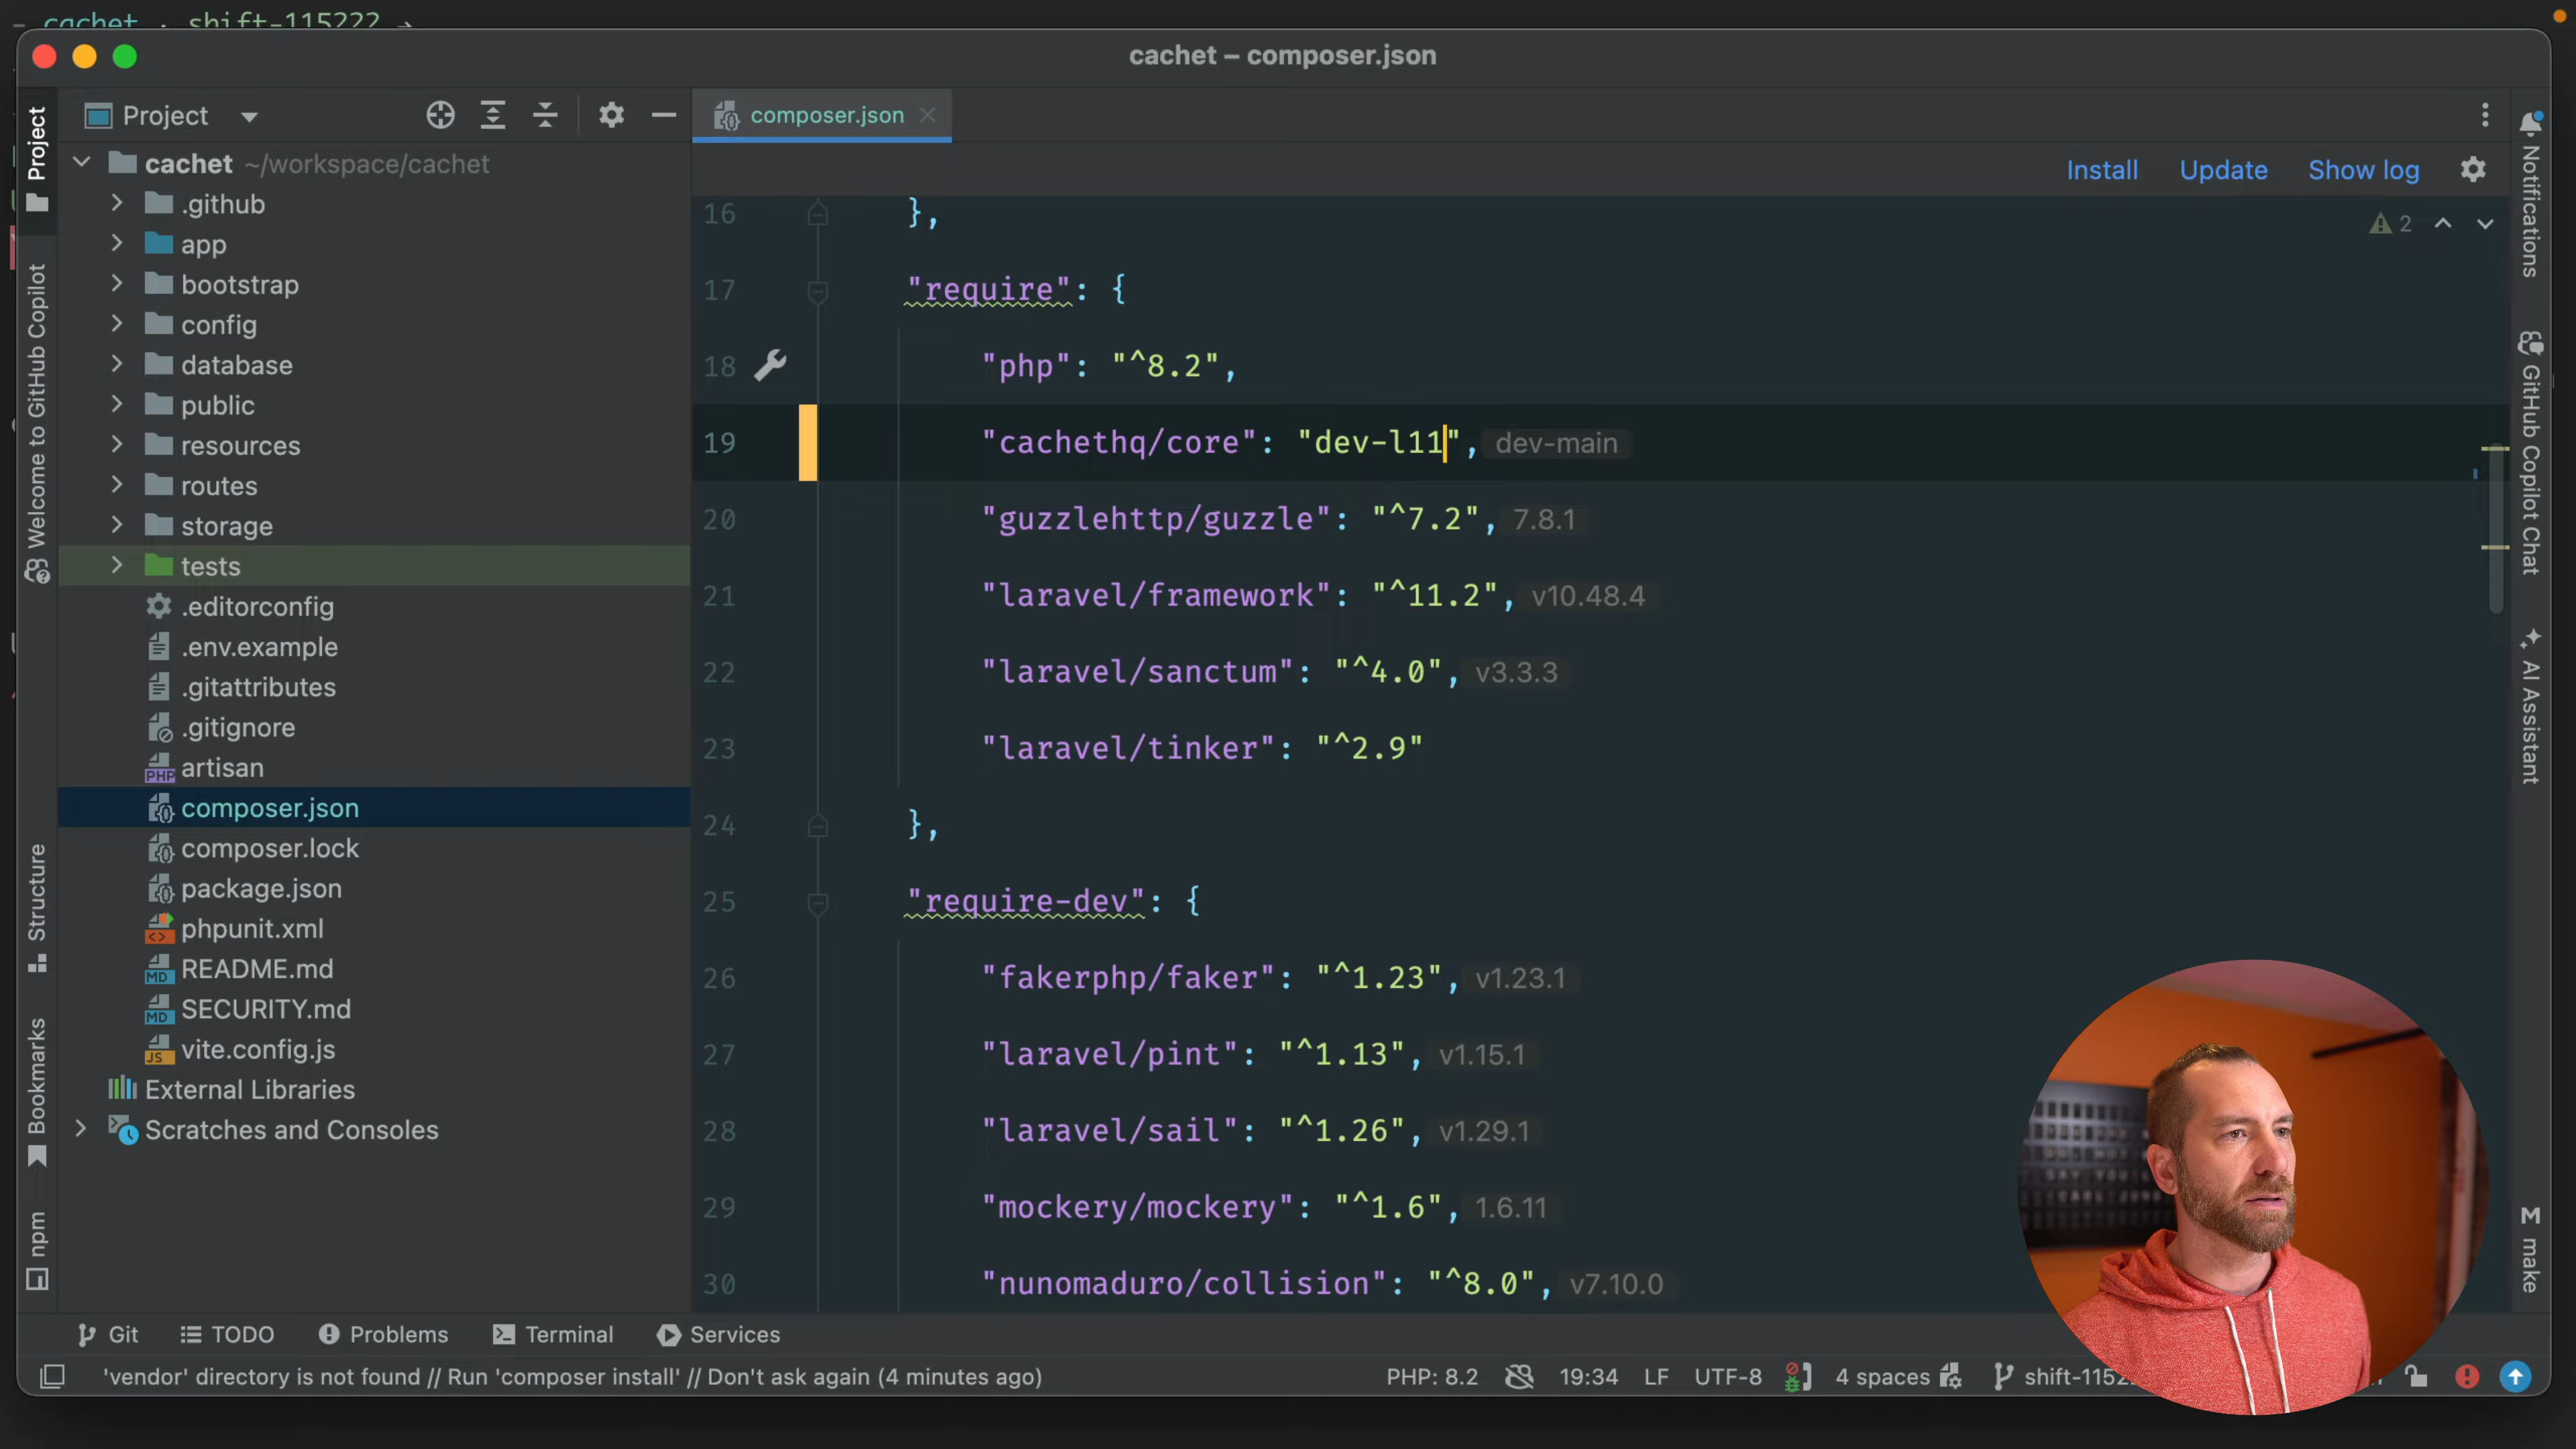 cachet · shift-115222 →
cachet – composer.json
Project
composer.json
cachet ~/workspace/cachet
.github
app
bootstrap
config
database
public
resources
routes
storage
tests
.editorconfig
.env.example
.gitattributes
.gitignore
artisan
composer.json
composer.lock
package.json
phpunit.xml
README.md
SECURITY.md
vite.config.js
External Libraries
Scratches and Consoles
Project
Welcome to GitHub Copilot
Structure
Bookmarks
npm
Install Update Show log
2
16 },
17 "require": {
18 "php": "^8.2",
19 "cachethq/core": "dev-l11", dev-main
20 "guzzlehttp/guzzle": "^7.2", 7.8.1
21 "laravel/framework": "^11.2", v10.48.4
22 "laravel/sanctum": "^4.0", v3.3.3
23 "laravel/tinker": "^2.9"
24 },
25 "require-dev": {
26 "fakerphp/faker": "^1.23", v1.23.1
27 "laravel/pint": "^1.13", v1.15.1
28 "laravel/sail": "^1.26", v1.29.1
29 "mockery/mockery": "^1.6", 1.6.11
30 "nunomaduro/collision": "^8.0", v7.10.0
Notifications
GitHub Copilot Chat
AI Assistant
M make
Git TODO Problems Terminal Services
'vendor' directory is not found // Run 'composer install' // Don't ask again (4 minutes ago)
PHP: 8.2 19:34 LF UTF-8 4 spaces shift-115